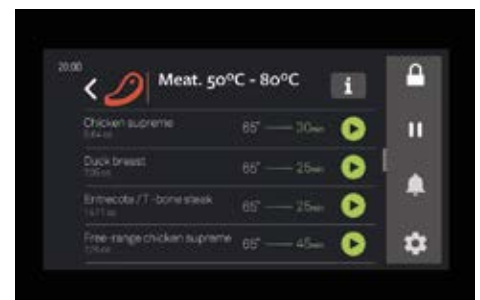 20:00
Meat. 50ºC - 80ºC
i
Chicken supreme 65° 30min
Duck breast 65° 25min
Entrecote / T-bone steak 65° 25min
Free-range chicken supreme 65° 45min